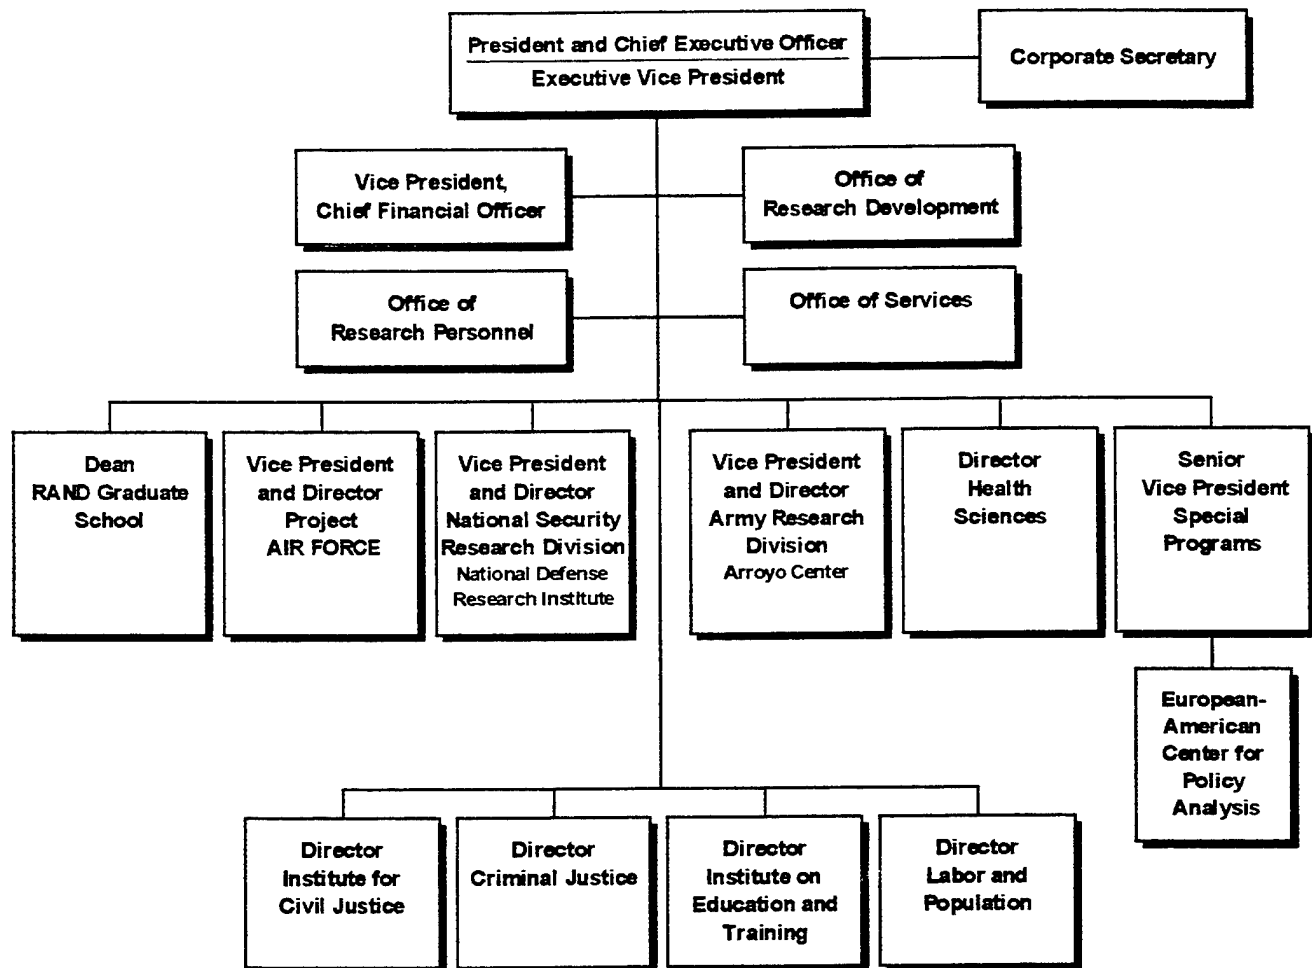 President and Chief Executive Officer
Executive Vice President
Corporate Secretary
Vice President,
Chief Financial Officer
Office of
Research Development
Office of
Research Personnel
Office of Services
Dean
RAND Graduate
School
Vice President
and Director
Project
AIR FORCE
Vice President
and Director
National Security
Research Division
National Defense
Research Institute
Vice President
and Director
Army Research
Division
Arroyo Center
Director
Health
Sciences
Senior
Vice President
Special
Programs
European-
American
Center for
Policy
Analysis
Director
Institute for
Civil Justice
Director
Criminal Justice
Director
Institute on
Education and
Training
Director
Labor and
Population